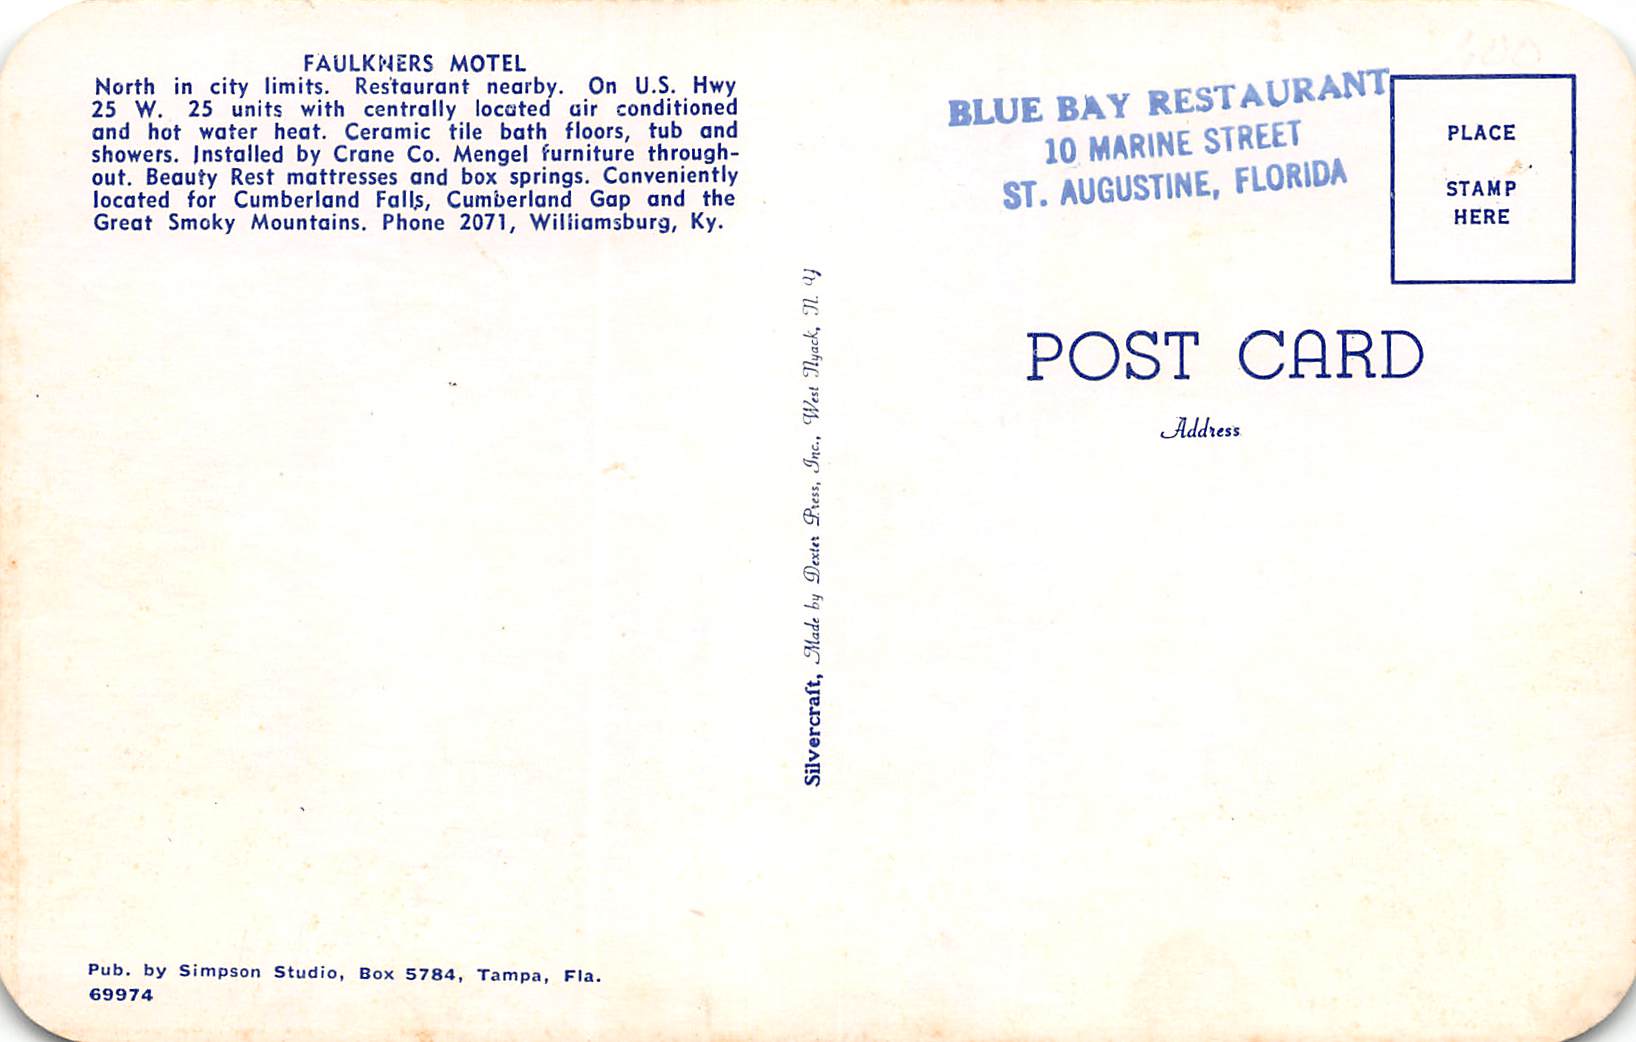 FAULKNERS MOTEL
North in city limits. Restaurant nearby. On U.S. Hwy
25 W. 25 units with centrally located air conditioned
and hot water heat. Ceramic tile bath floors, tub and
showers. Installed by Crane Co. Mengel furniture through-
out. Beauty Rest mattresses and box springs. Conveniently
located for Cumberland Falls, Cumberland Gap and the
Great Smoky Mountains. Phone 2071, Williamsburg, Ky.
Pub. by Simpson Studio, Box 5784, Tampa, Fla.
69974
Silvercraft, Made by Dexter Press, Inc., West Nyack, N. Y
BLUE BAY RESTAURANT
10 MARINE STREET
ST. AUGUSTINE, FLORIDA
PLACE
STAMP
HERE
POST CARD
Address